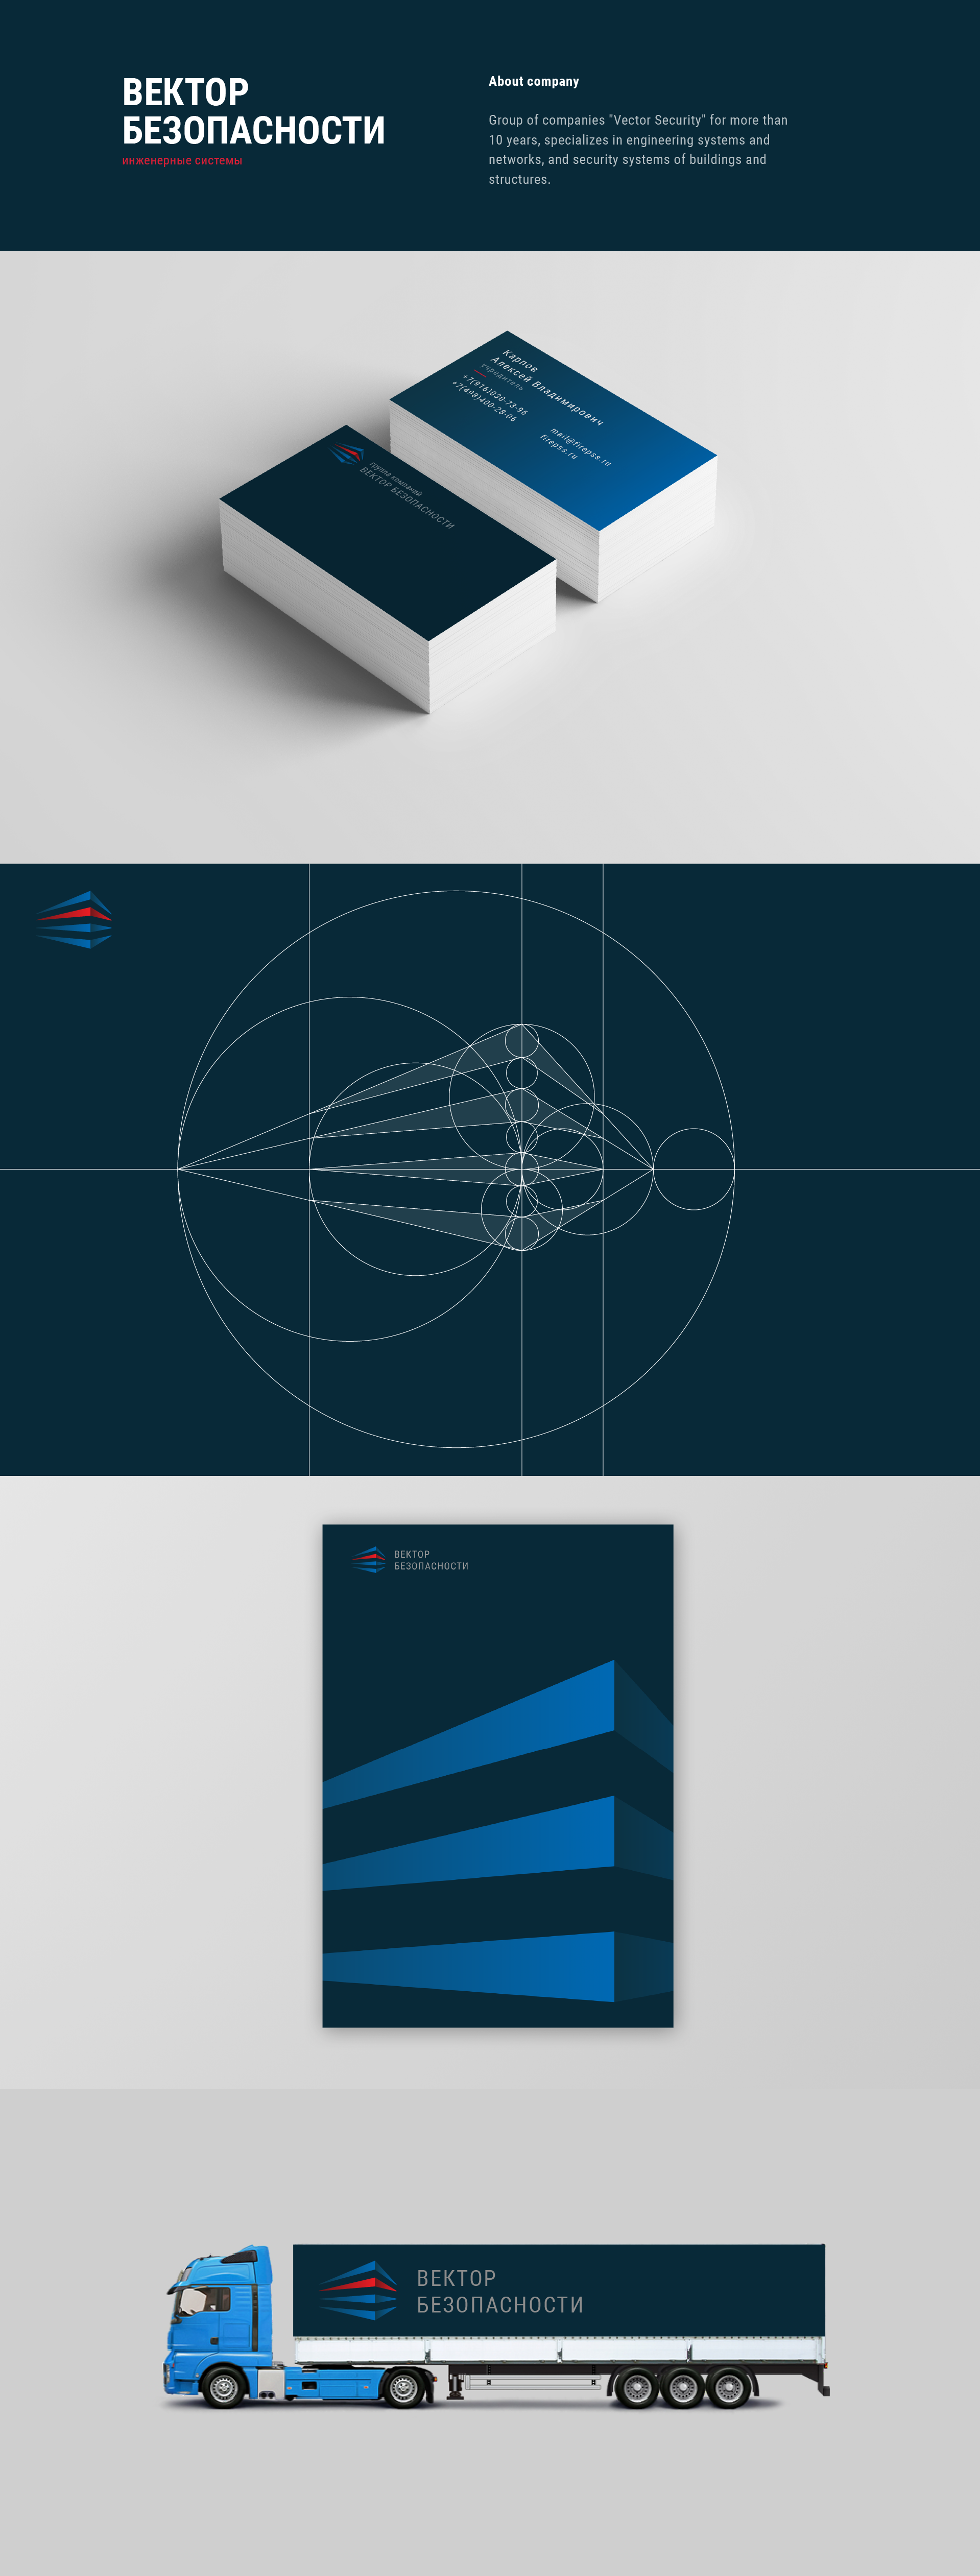 ВЕКТОР
БЕЗОПАСНОСТИ
инженерные системы
About company
Group of companies "Vector Security" for more than
10 years, specializes in engineering systems and
networks, and security systems of buildings and
structures.
Карпов
Алексей Владимирович
учредитель
+7(916)030-73-96
+7(498)400-28-06
mail@firepss.ru
firepss.ru
группа компаний
ВЕКТОР БЕЗОПАСНОСТИ
ВЕКТОР
БЕЗОПАСНОСТИ
ВЕКТОР
БЕЗОПАСНОСТИ